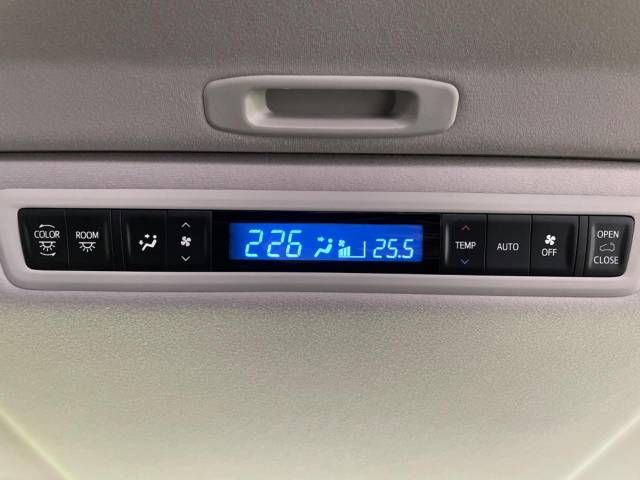 COLOR
ROOM
226
25.5
TEMP
AUTO
OFF
OPEN
CLOSE